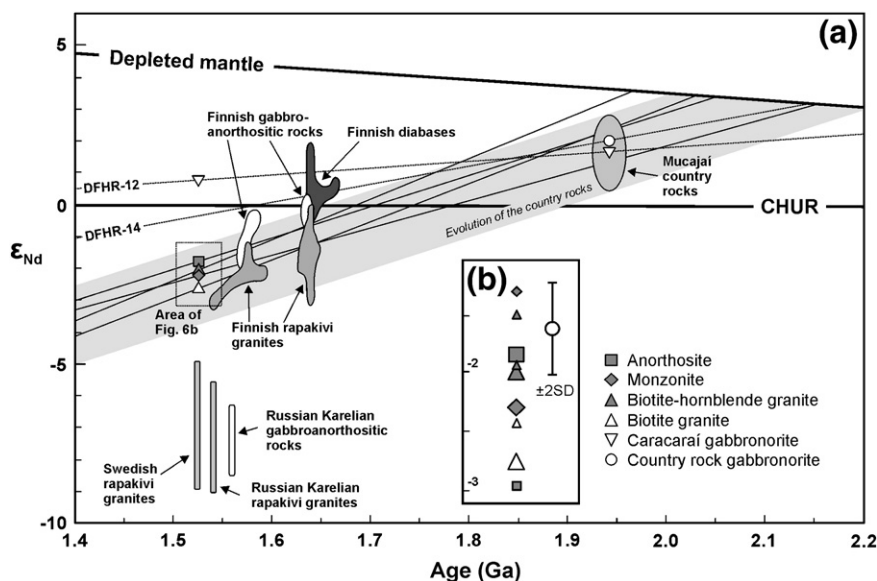 (a)
5
0
-5
-10
εNd
Depleted mantle
Finnish gabbro-
anorthositic rocks
Finnish diabases
DFHR-12
DFHR-14
Mucajaí
country
rocks
Evolution of the country rocks
CHUR
Area of
Fig. 6b
Finnish rapakivi
granites
Swedish
rapakivi
granites
Russian Karelian
gabbroanorthositic
rocks
Russian Karelian
rapakivi granites
(b)
-2
-3
±2SD
Anorthosite
Monzonite
Biotite-hornblende granite
Biotite granite
Caracaraí gabbronorite
Country rock gabbronorite
1.4 1.5 1.6 1.7 1.8 1.9 2.0 2.1 2.2
Age (Ga)